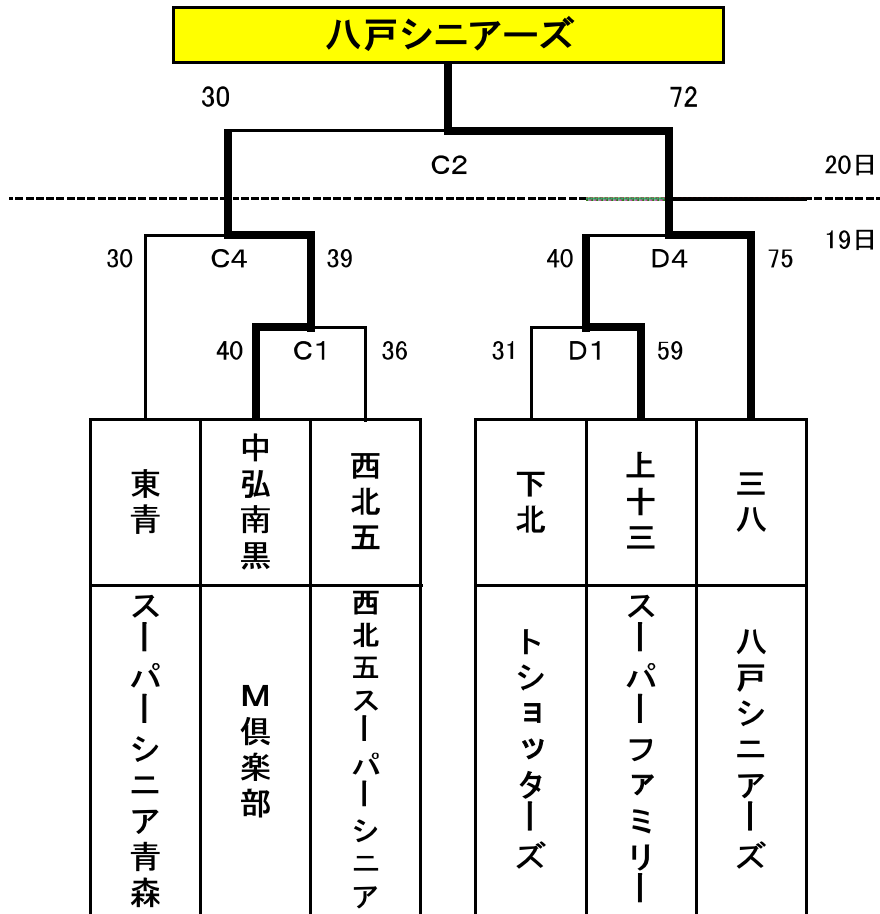 八戸シニアーズ
30
72
C2
20日
19日
30
C4
39
40
D4
75
40
C1
36
31
D1
59
東青
中弘南黒
西北五
下北
上十三
三八
スーパーシニア青森
M倶楽部
西北五スーパーシニア
トショッターズ
スーパーファミリー
八戸シニアーズ